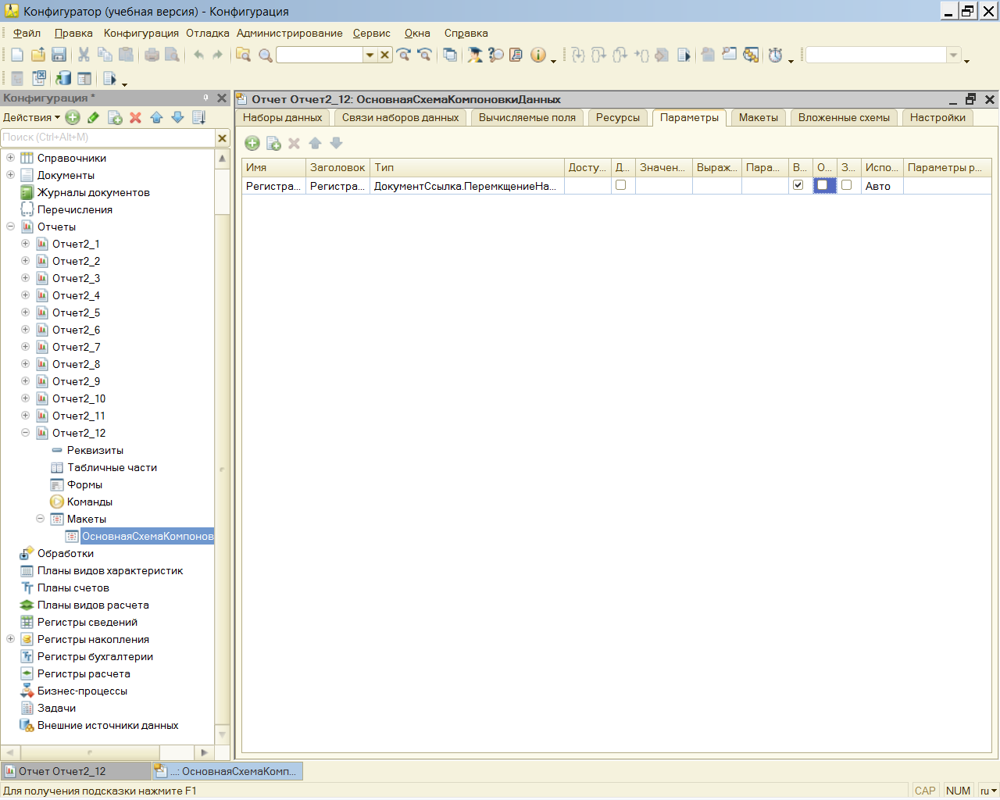 Конфигуратор (учебная версия) - Конфигурация
Файл Правка Конфигурация Отладка Администрирование Сервис Окна Справка
Конфигурация *
Действия
Поиск (Ctrl+Alt+M)
Справочники
Документы
Журналы документов
Перечисления
Отчеты
Отчет2_1
Отчет2_2
Отчет2_3
Отчет2_4
Отчет2_5
Отчет2_6
Отчет2_7
Отчет2_8
Отчет2_9
Отчет2_10
Отчет2_11
Отчет2_12
Реквизиты
Табличные части
Формы
Команды
Макеты
ОсновнаяСхемаКомпонов
Обработки
Планы видов характеристик
Планы счетов
Планы видов расчета
Регистры сведений
Регистры накопления
Регистры бухгалтерии
Регистры расчета
Бизнес-процессы
Задачи
Внешние источники данных
Отчет Отчет2_12: ОсновнаяСхемаКомпоновкиДанных
Наборы данных Связи наборов данных Вычисляемые поля Ресурсы Параметры Макеты Вложенные схемы Настройки
Имя Заголовок Тип Досту... Д... Значен... Выраж... Пара... В... О... З... Испо... Параметры р...
Регистра... Регистра... ДокументСсылка.ПеремкщениеНа... Авто
Отчет Отчет2_12 ...: ОсновнаяСхемаКомп...
Для получения подсказки нажмите F1 CAP NUM ru